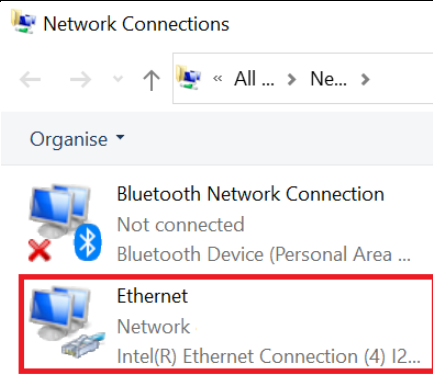 Network Connections
« All ... > Ne... >
Organise
Bluetooth Network Connection
Not connected
Bluetooth Device (Personal Area ...
Ethernet
Network
Intel(R) Ethernet Connection (4) I2...